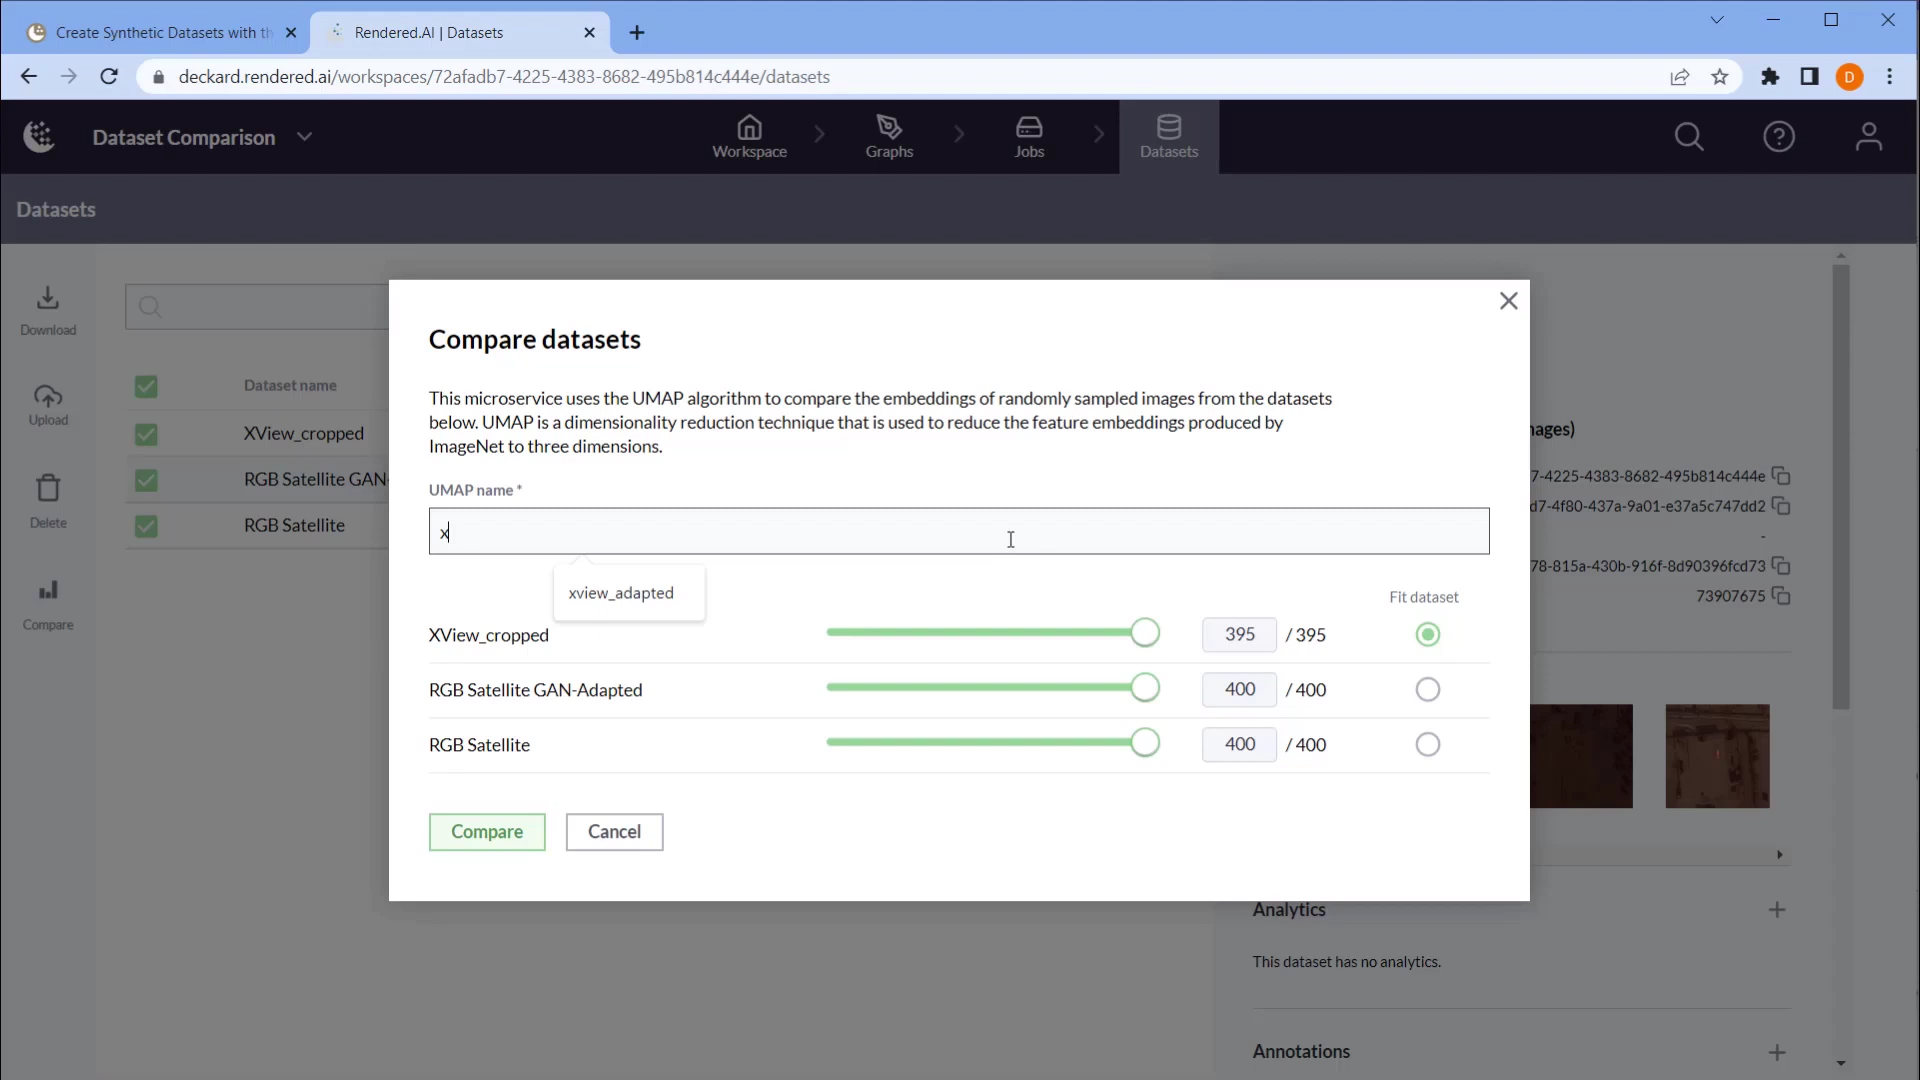 Create Synthetic Datasets with th
Rendered.AI | Datasets
deckard.rendered.ai/workspaces/72afadb7-4225-4383-8682-495b814c444e/datasets
D
Dataset Comparison
Workspace
Graphs
Jobs
Datasets
Datasets
Download
Upload
Delete
Compare
Dataset name
XView_cropped
RGB Satellite GAN-
RGB Satellite
Compare datasets
This microservice uses the UMAP algorithm to compare the embeddings of randomly sampled images from the datasets
below. UMAP is a dimensionality reduction technique that is used to reduce the feature embeddings produced by
ImageNet to three dimensions.
UMAP name *
x
xview_adapted
Fit dataset
XView_cropped 395 / 395
RGB Satellite GAN-Adapted 400 / 400
RGB Satellite 400 / 400
Compare Cancel
nages)
7-4225-4383-8682-495b814c444e
d7-4f80-437a-9a01-e37a5c747dd2
-
78-815a-430b-916f-8d90396fcd73
73907675
Analytics
This dataset has no analytics.
Annotations